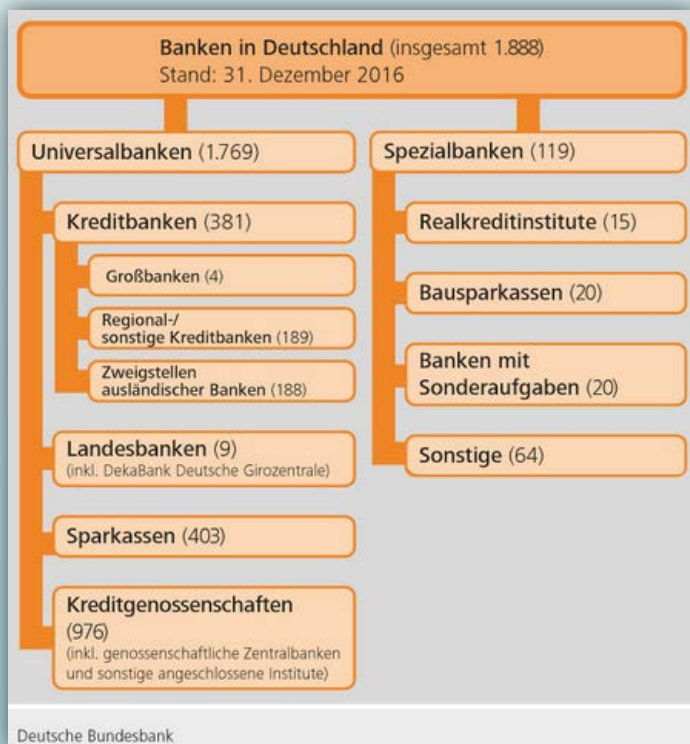 Banken in Deutschland (insgesamt 1.888)
Stand: 31. Dezember 2016
Universalbanken (1.769)
Kreditbanken (381)
Großbanken (4)
Regional-/
sonstige Kreditbanken (189)
Zweigstellen
ausländischer Banken (188)
Landesbanken (9)
(inkl. DekaBank Deutsche Girozentrale)
Sparkassen (403)
Kreditgenossenschaften
(976)
(inkl. genossenschaftliche Zentralbanken
und sonstige angeschlossene Institute)
Spezialbanken (119)
Realkreditinstitute (15)
Bausparkassen (20)
Banken mit
Sonderaufgaben (20)
Sonstige (64)
Deutsche Bundesbank